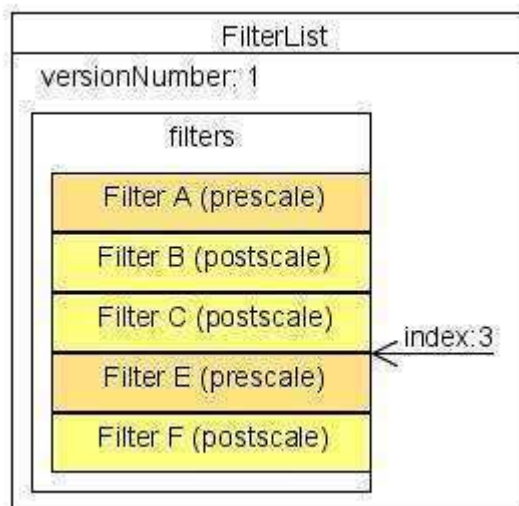 FilterList
versionNumber: 1
filters
Filter A (prescale)
Filter B (postscale)
Filter C (postscale)
index:3
Filter E (prescale)
Filter F (postscale)